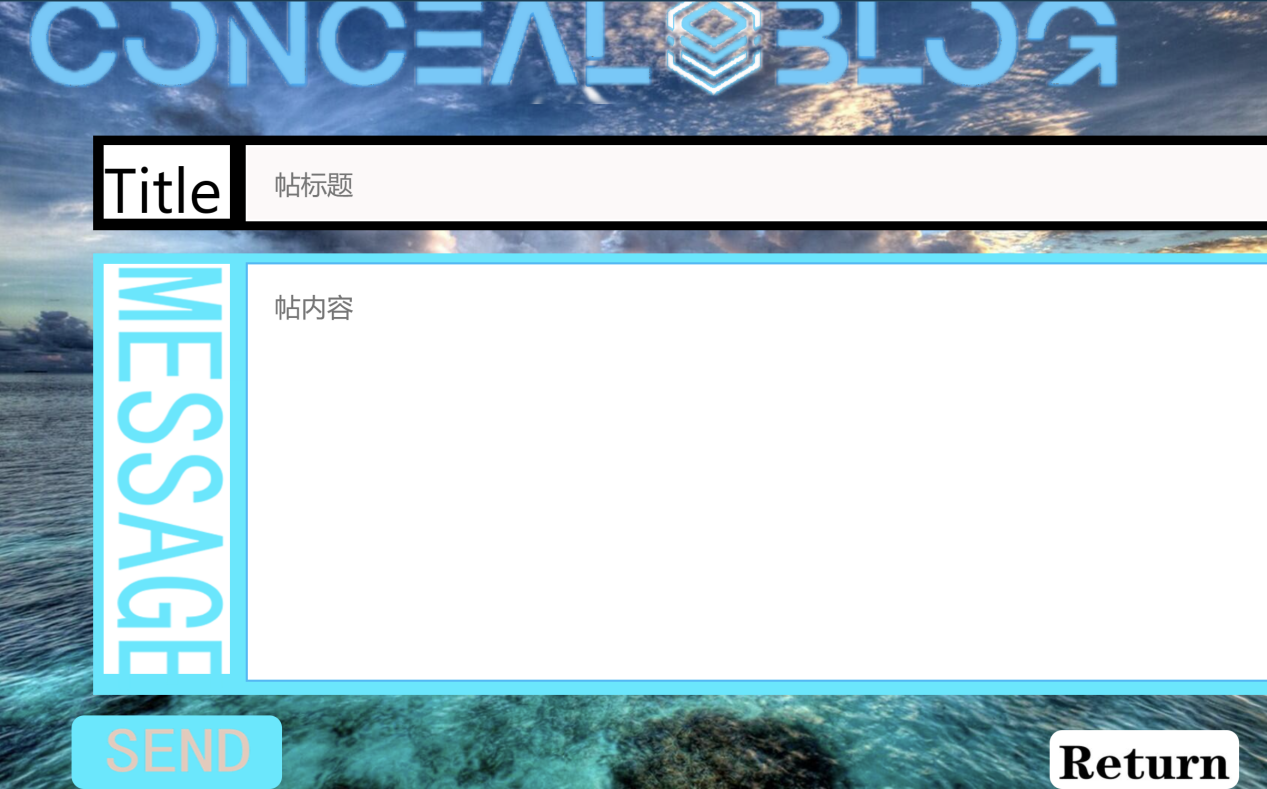 CONCEAL BLOG
Title
帖标题
MESSAGE
帖内容
SEND
Return